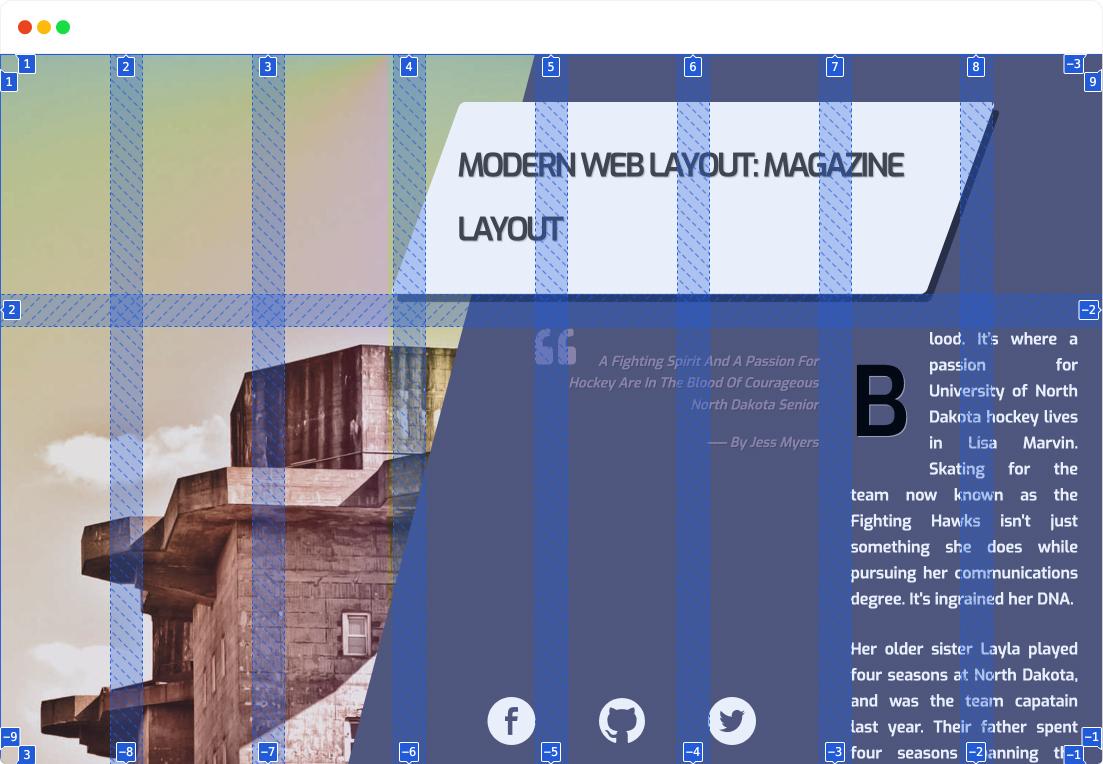 1
2
3
4
5
6
7
8
−3
1
9
MODERN WEB LAYOUT: MAGAZINE
LAYOUT
2
−2
A Fighting Spirit And A Passion For
Hockey Are In The Blood Of Courageous
North Dakota Senior
—— By Jess Myers
B
lood. It's where a
passion for
University of North
Dakota hockey lives
in Lisa Marvin.
Skating for the
team now known as the
Fighting Hawks isn't just
something she does while
pursuing her communications
degree. It's ingrained her DNA.
Her older sister Layla played
four seasons at North Dakota,
and was the team capatain
last year. Their father spent
four seasons
−9
3
−8
−7
−6
−5
−4
−3
−2
−1
−1